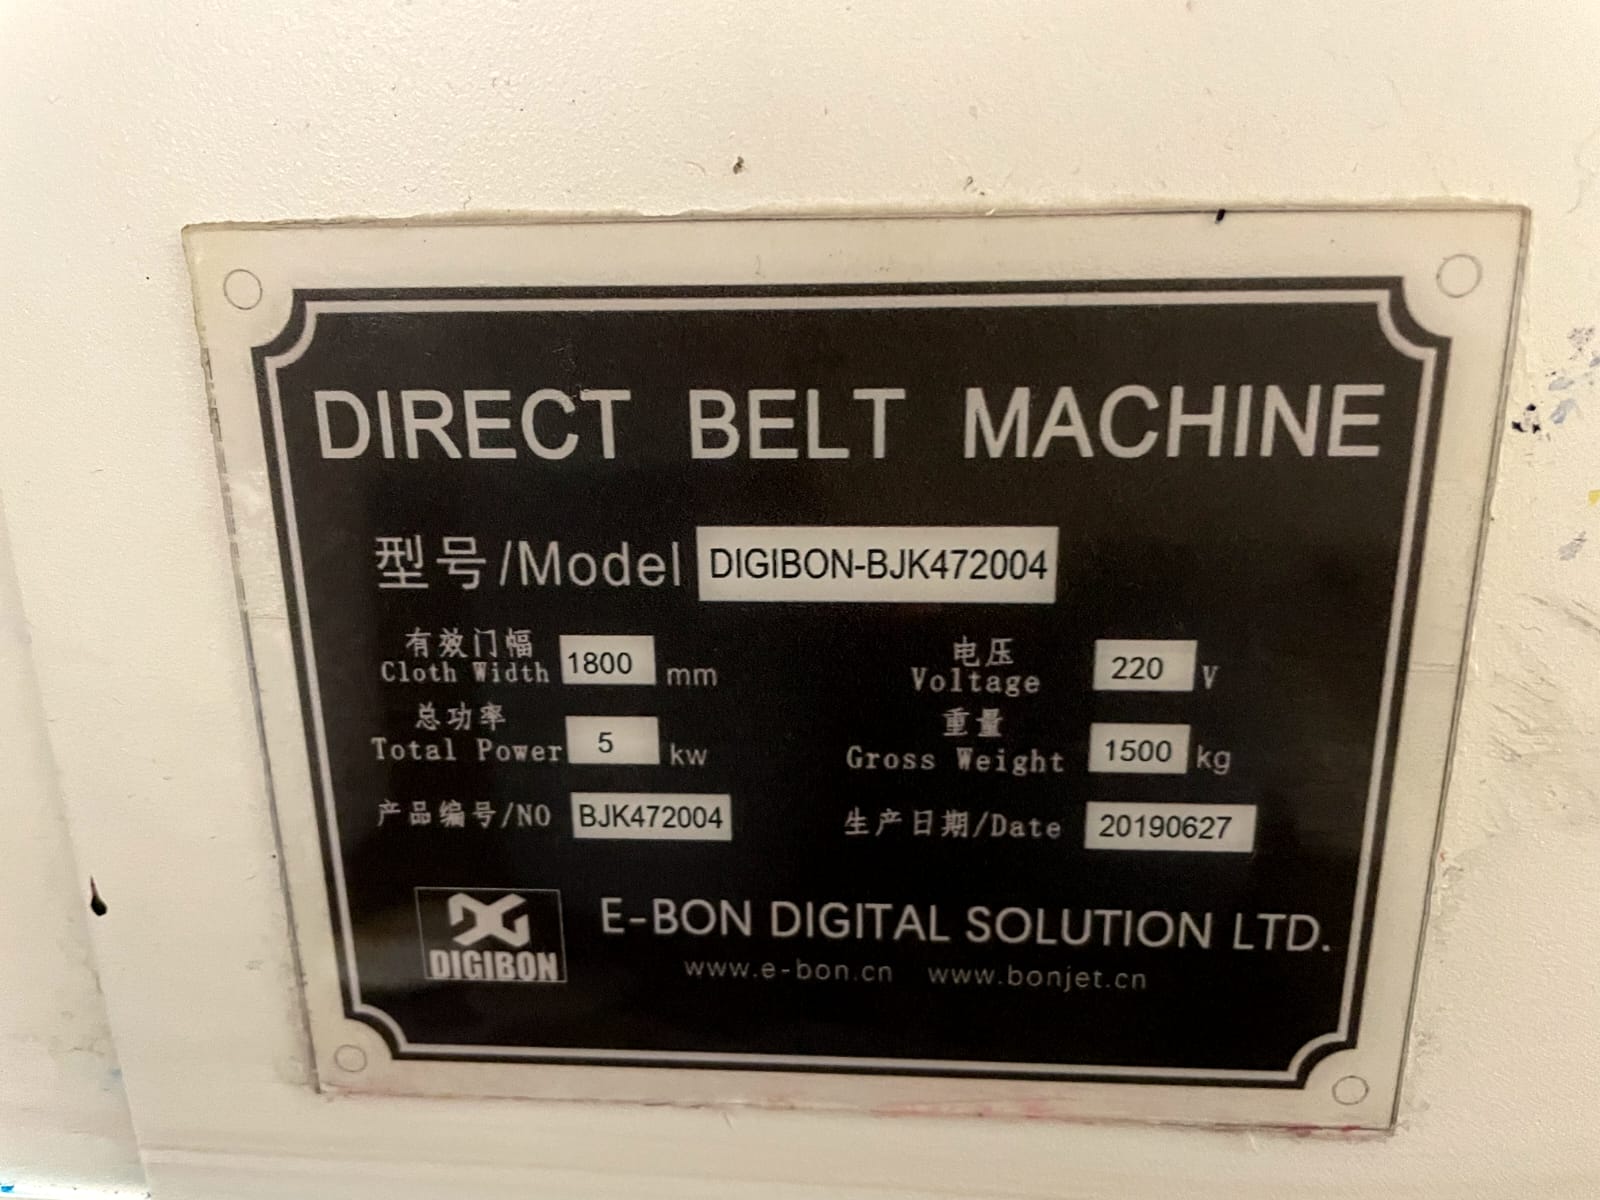 DIRECT BELT MACHINE
型号/Model DIGIBON-BJK472004
有效门幅
Cloth Width 1800 mm
电压
Voltage 220 V
总功率
Total Power 5 kw
重量
Gross Weight 1500 kg
产品编号/NO BJK472004
生产日期/Date 20190627
DIGIBON
E-BON DIGITAL SOLUTION LTD.
www.e-bon.cn www.bonjet.cn